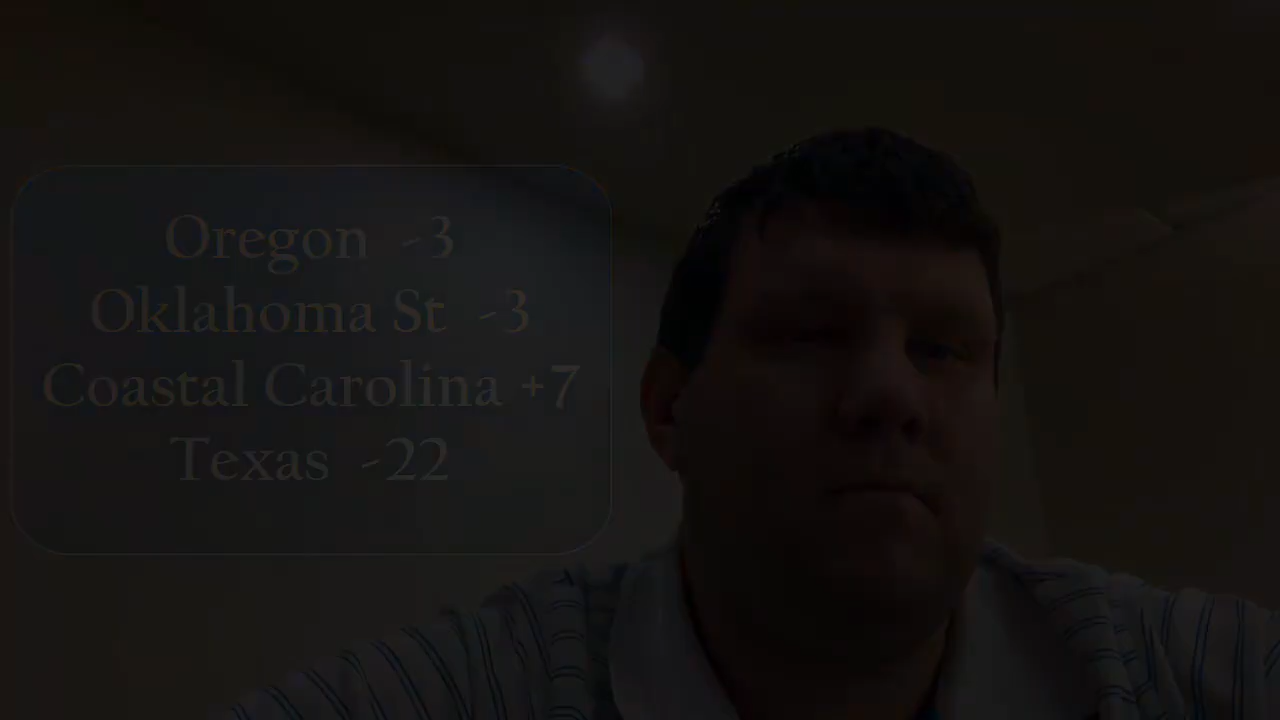 Oregon -3
Oklahoma St -3
Coastal Carolina +7
Texas -22